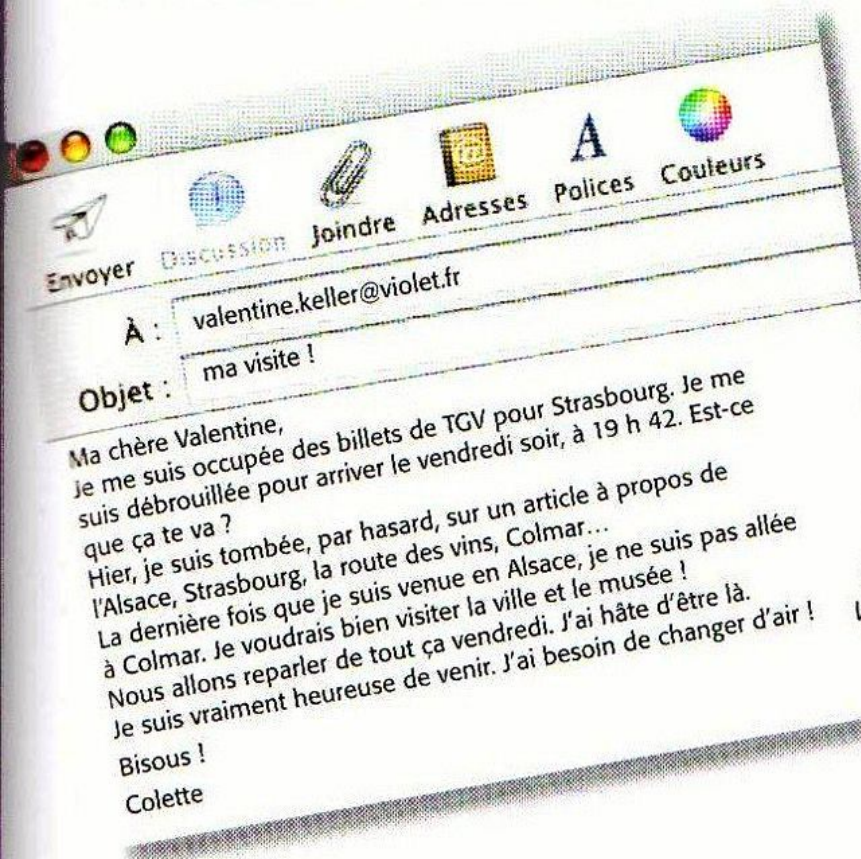 Envoyer Discussion Joindre Adresses Polices Couleurs
À : valentine.keller@violet.fr
Objet : ma visite !
Ma chère Valentine,
Je me suis occupée des billets de TGV pour Strasbourg. Je me
suis débrouillée pour arriver le vendredi soir, à 19 h 42. Est-ce
que ça te va ?
Hier, je suis tombée, par hasard, sur un article à propos de
l'Alsace, Strasbourg, la route des vins, Colmar...
La dernière fois que je suis venue en Alsace, je ne suis pas allée
à Colmar. Je voudrais bien visiter la ville et le musée !
Nous allons reparler de tout ça vendredi. J'ai hâte d'être là.
Je suis vraiment heureuse de venir. J'ai besoin de changer d'air !
Bisous !
Colette